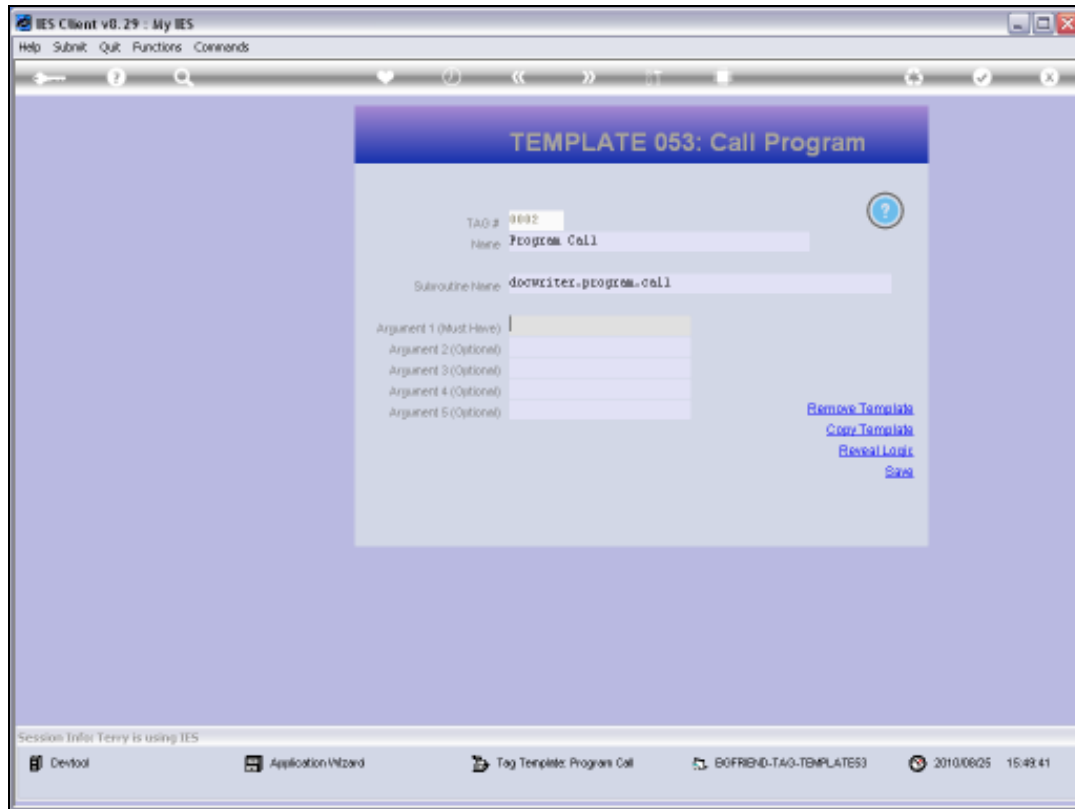 IES Client v8.29 : My IES
Help Submit Quit Functions Commands
TEMPLATE 053: Call Program
TAG # 0002
Name Program Call
Subroutine Name docwriter.program.call
Argument 1 (Must Have)
Argument 2 (Optional)
Argument 3 (Optional)
Argument 4 (Optional)
Argument 5 (Optional)
Remove Template
Copy Template
Reveal Logic
Save
Session Info: Terry is using IES
Devtool Application Wizard Tag Template: Program Call BGFRIEND-TAG-TEMPLATE53 2010/08/25 15:49:41